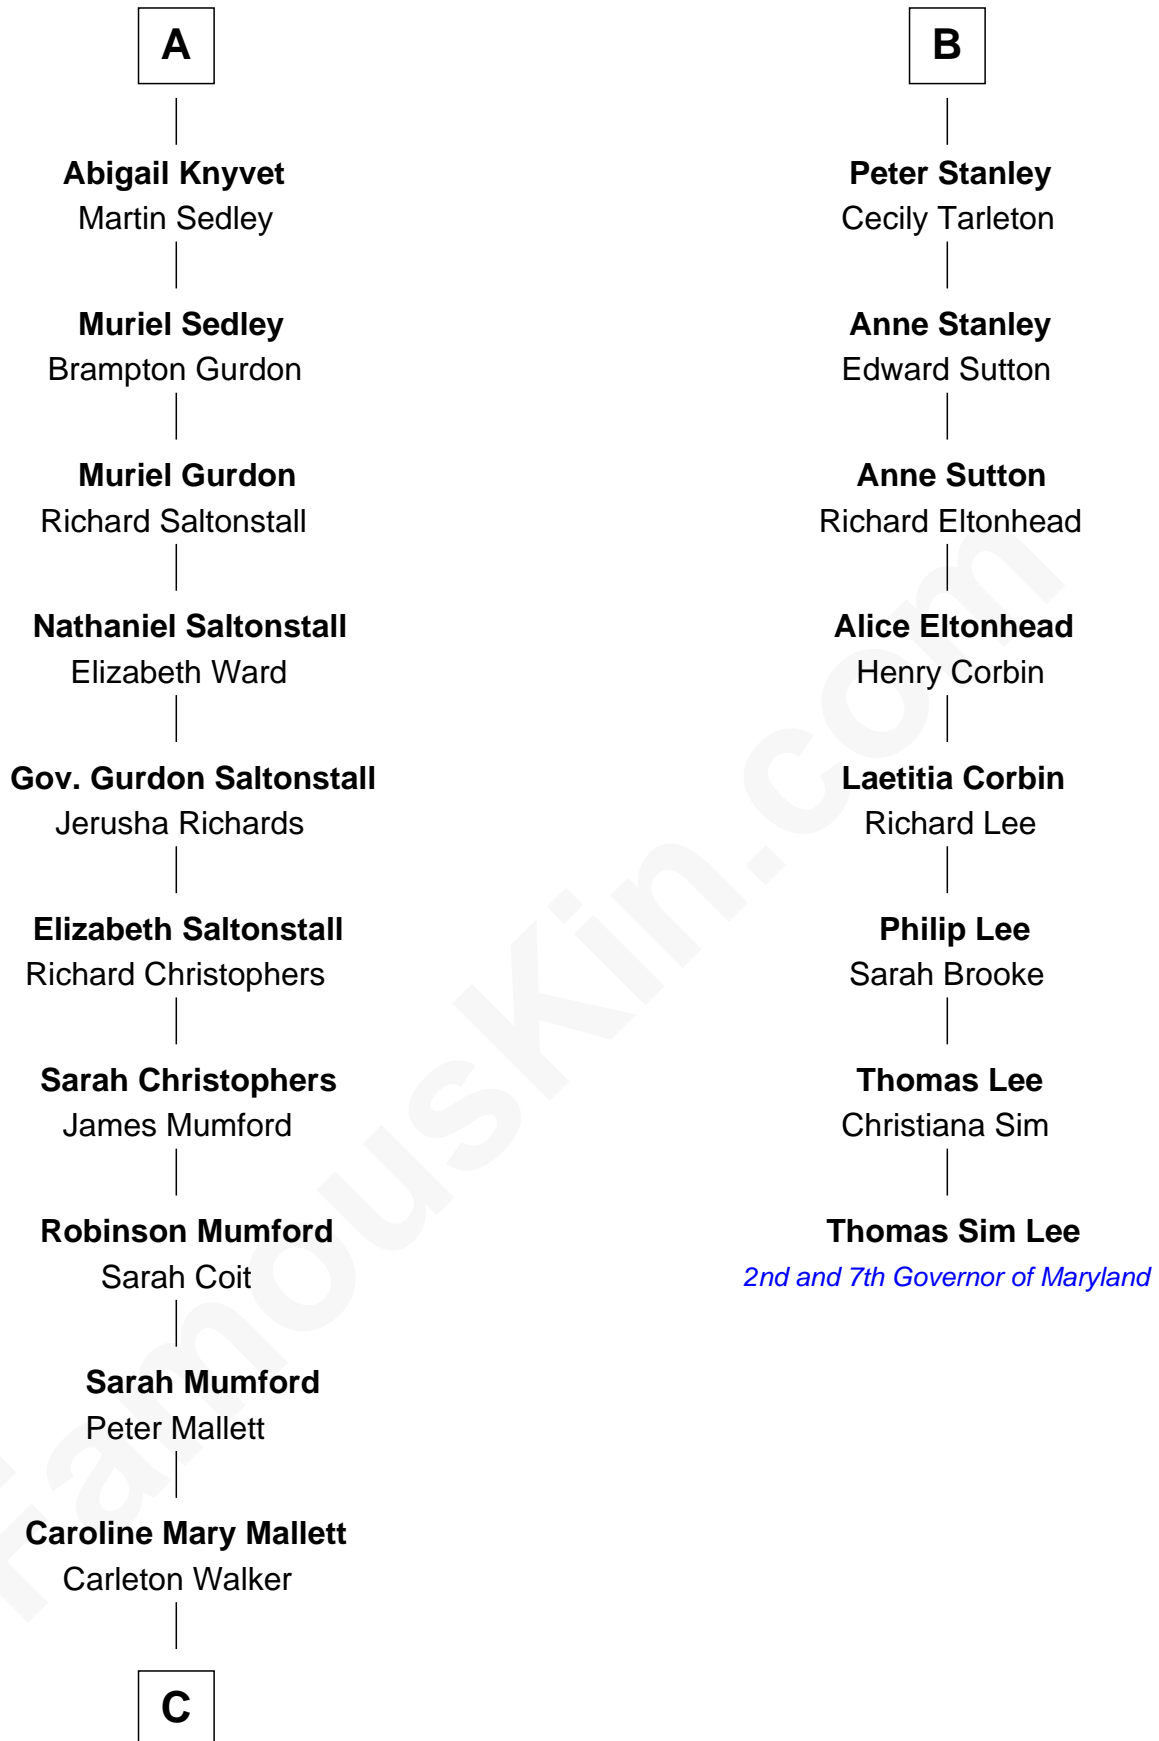 A
Abigail Knyvet
Martin Sedley
Muriel Sedley
Brampton Gurdon
Muriel Gurdon
Richard Saltonstall
Nathaniel Saltonstall
Elizabeth Ward
Gov. Gurdon Saltonstall
Jerusha Richards
Elizabeth Saltonstall
Richard Christophers
Sarah Christophers
James Mumford
Robinson Mumford
Sarah Coit
Sarah Mumford
Peter Mallett
Caroline Mary Mallett
Carleton Walker
C
B
Peter Stanley
Cecily Tarleton
Anne Stanley
Edward Sutton
Anne Sutton
Richard Eltonhead
Alice Eltonhead
Henry Corbin
Laetitia Corbin
Richard Lee
Philip Lee
Sarah Brooke
Thomas Lee
Christiana Sim
Thomas Sim Lee
2nd and 7th Governor of Maryland
FamousKin.com